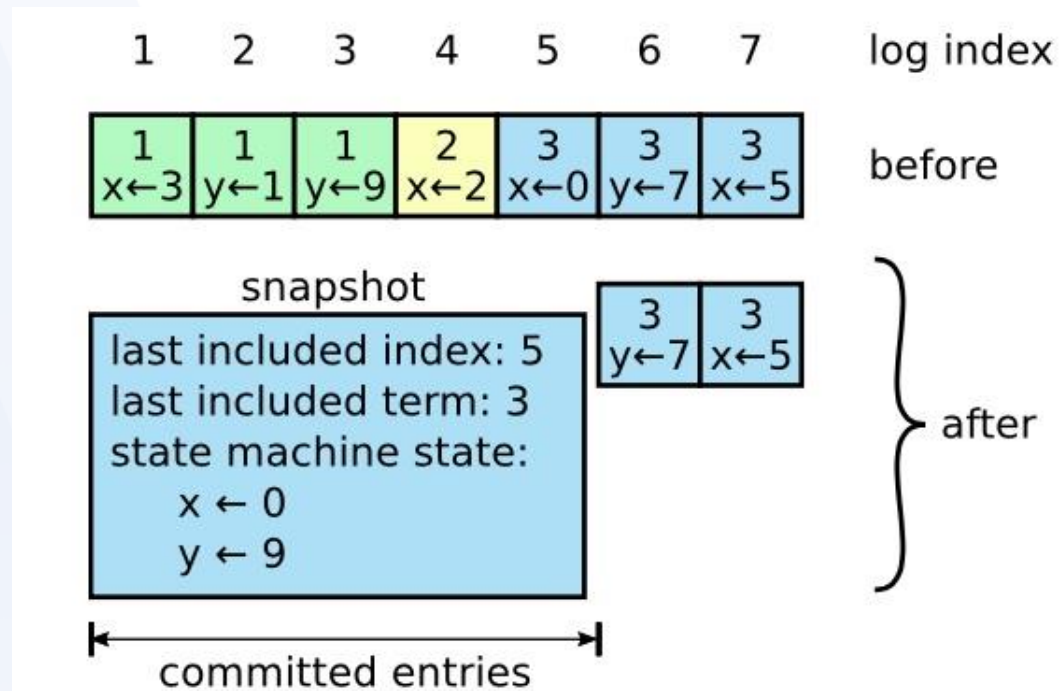 1 2 3 4 5 6 7 log index
1 1 1 2 3 3 3
x←3 y←1 y←9 x←2 x←0 y←7 x←5
before
snapshot
last included index: 5
last included term: 3
state machine state:
x ← 0
y ← 9
3 3
y←7 x←5
after
committed entries